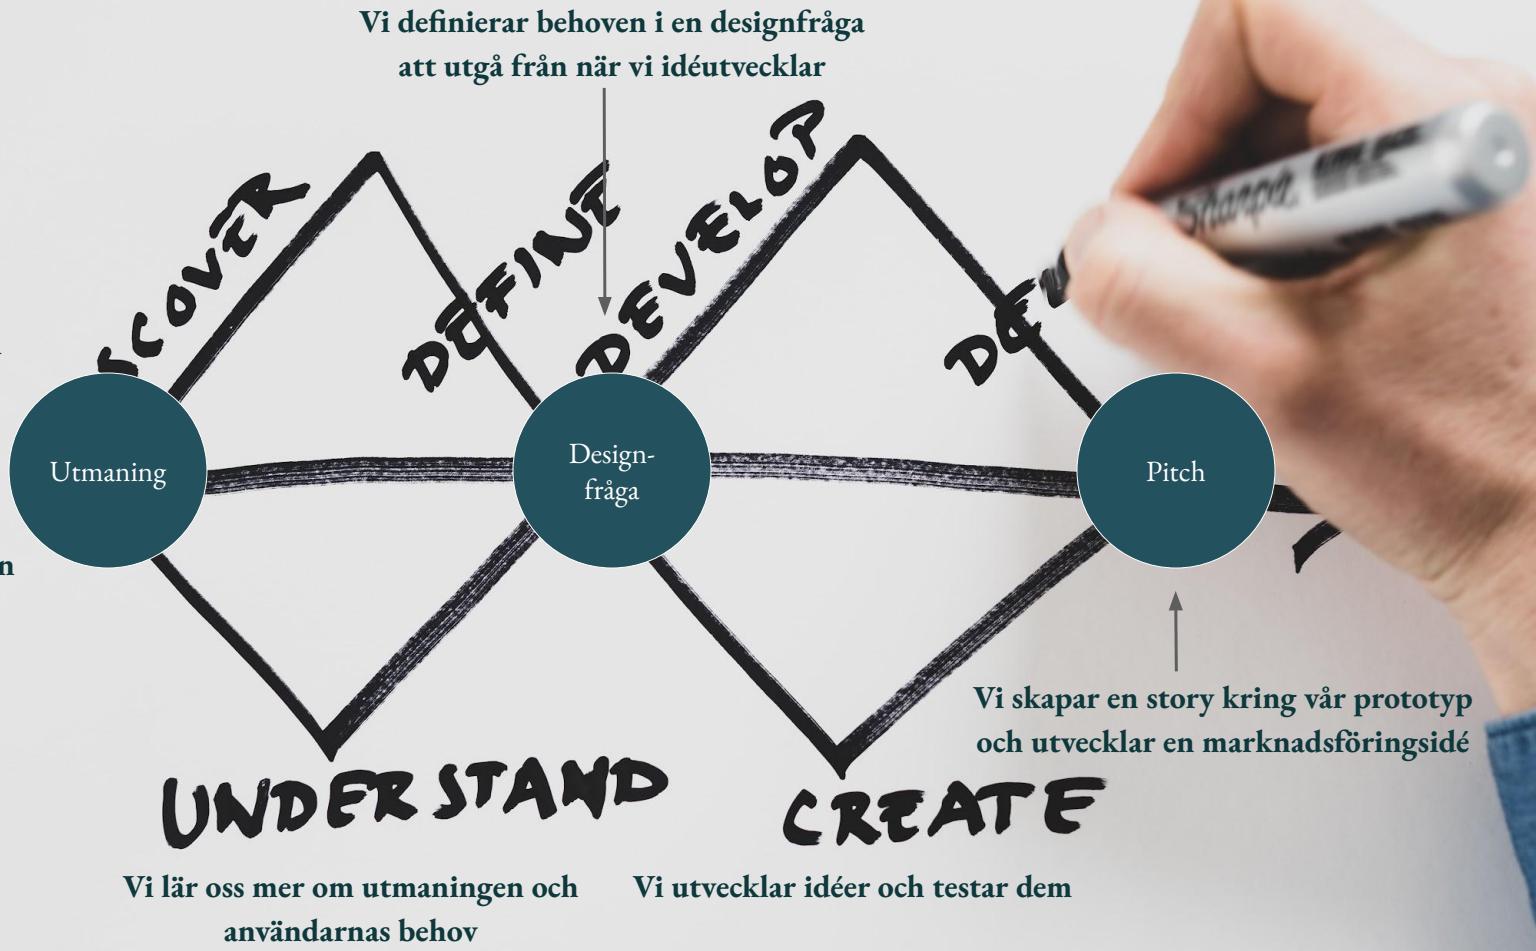 Vi definierar behoven i en designfråga
att utgå från när vi idéutvecklar
SCOVER
DEFINE
DEVELOP
DE
Sharpie
Utmaning
Design-
fråga
Pitch
n
Vi skapar en story kring vår prototyp
och utvecklar en marknadsföringsidé
UNDERSTAND
CREATE
Vi lär oss mer om utmaningen och
användarnas behov
Vi utvecklar idéer och testar dem